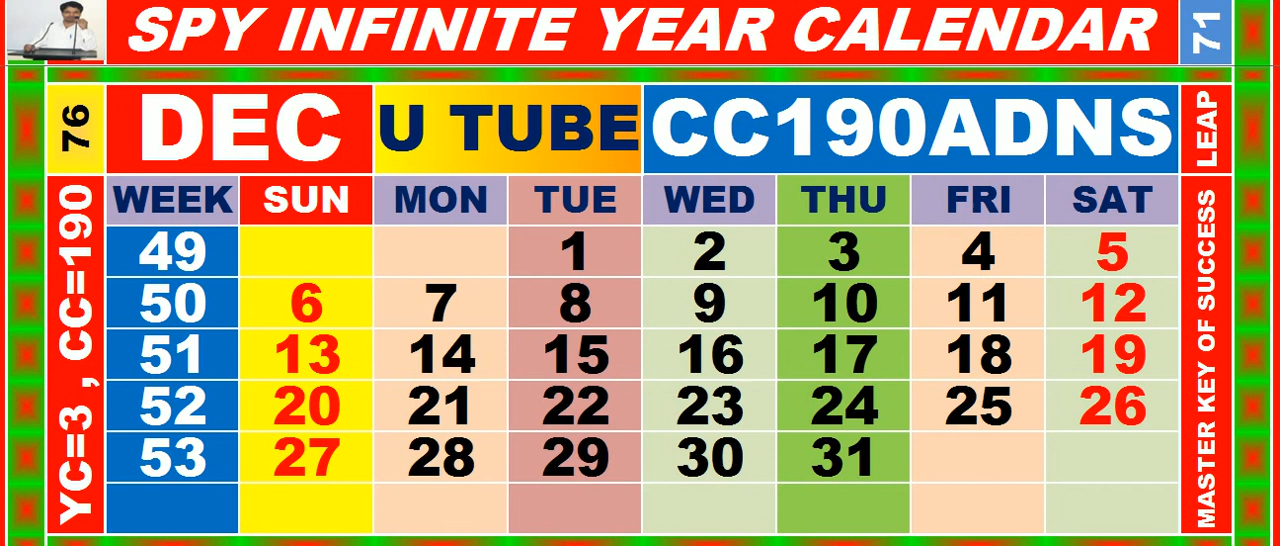 SPY INFINITE YEAR CALENDAR 71
76 DEC U TUBE CC190ADNS LEAP
YC=3 , CC=190
WEEK SUN MON TUE WED THU FRI SAT
49 1 2 3 4 5
50 6 7 8 9 10 11 12
51 13 14 15 16 17 18 19
52 20 21 22 23 24 25 26
53 27 28 29 30 31
MASTER KEY OF SUCCESS